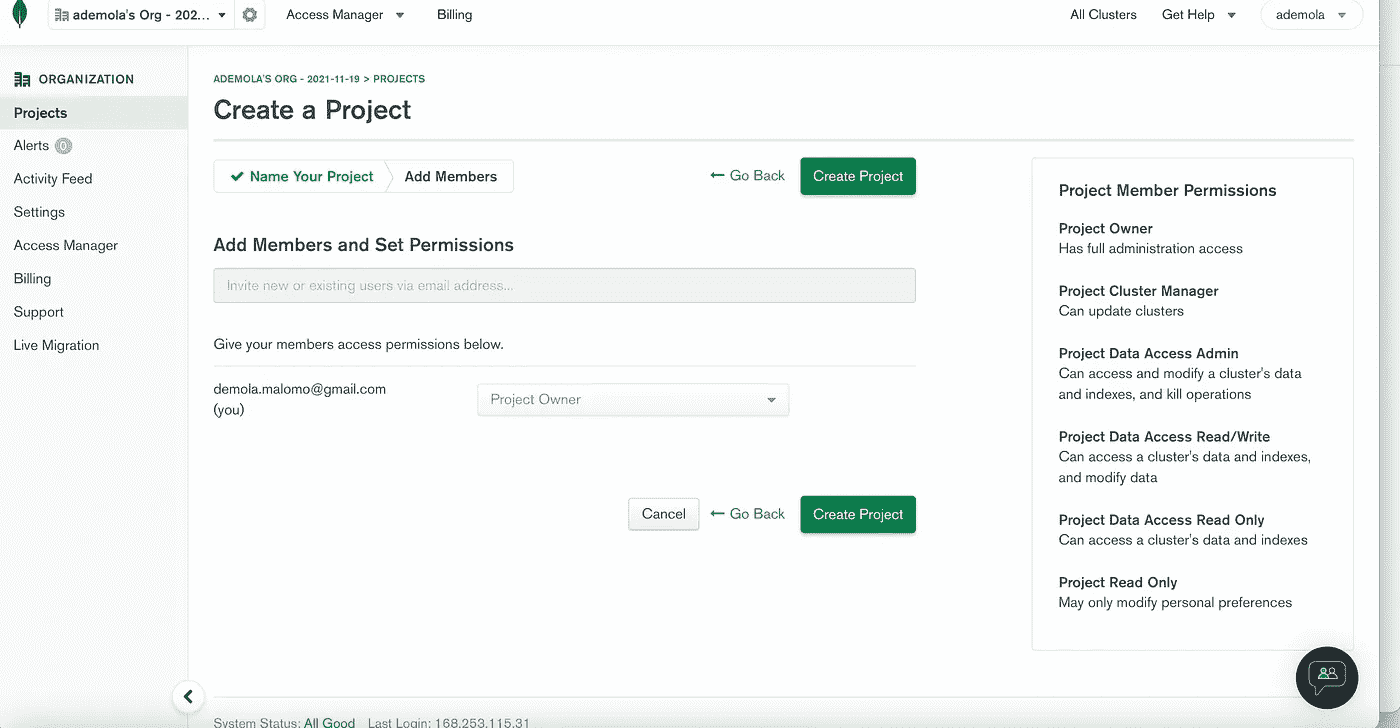 ademola's Org - 202...
Access Manager
Billing
All Clusters
Get Help
ademola
ORGANIZATION
Projects
Alerts 0
Activity Feed
Settings
Access Manager
Billing
Support
Live Migration
ADEMOLA'S ORG - 2021-11-19 > PROJECTS
Create a Project
Name Your Project
Add Members
Go Back
Create Project
Add Members and Set Permissions
Invite new or existing users via email address...
Give your members access permissions below.
demola.malomo@gmail.com
(you)
Project Owner
Cancel
Go Back
Create Project
Project Member Permissions
Project Owner
Has full administration access
Project Cluster Manager
Can update clusters
Project Data Access Admin
Can access and modify a cluster's data
and indexes, and kill operations
Project Data Access Read/Write
Can access a cluster's data and indexes,
and modify data
Project Data Access Read Only
Can access a cluster's data and indexes
Project Read Only
May only modify personal preferences
System Status: All Good Last Login: 168.253.115.31